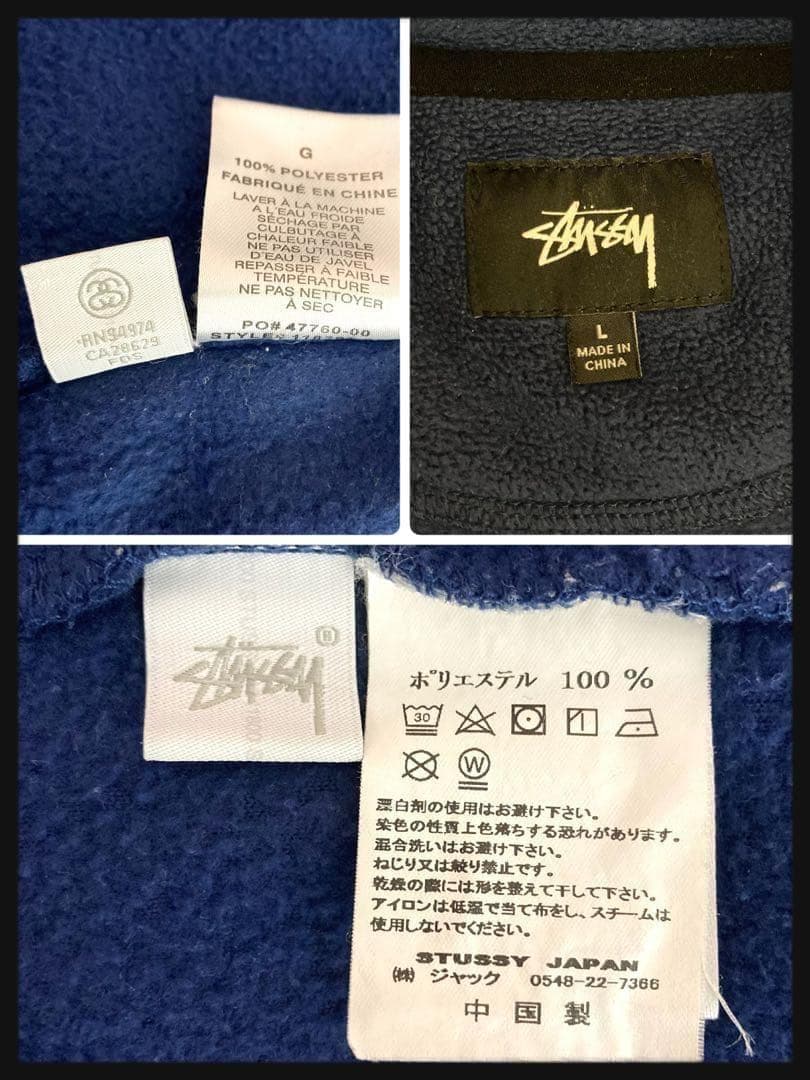 G
100% POLYESTER
FABRIQUÉ EN CHINE
LAVER À LA MACHINE
A L'EAU FROIDE
SÉCHAGE PAR
CULBUTAGE À
CHALEUR FAIBLE
NE PAS UTILISER
D'EAU DE JAVEL
REPASSER À FAIBLE
TEMPÉRATURE
NE PAS NETTOYER
À SEC
PO# 47760-00
RN94974
CA28629
FDS
STUSSY
L
MADE IN
CHINA
STUSSY ®
ポリエステル 100 %
30
W
漂白剤の使用はお避け下さい。
染色の性質上色落ちする恐れがあります。
混合洗いはお避け下さい。
ねじり又は絞り禁止です。
乾燥の際には形を整えて干して下さい。
アイロンは低温で当て布をし、スチームは
使用しないでください。
STUSSY JAPAN
㈱ ジャック 0548-22-7366
中 国 製